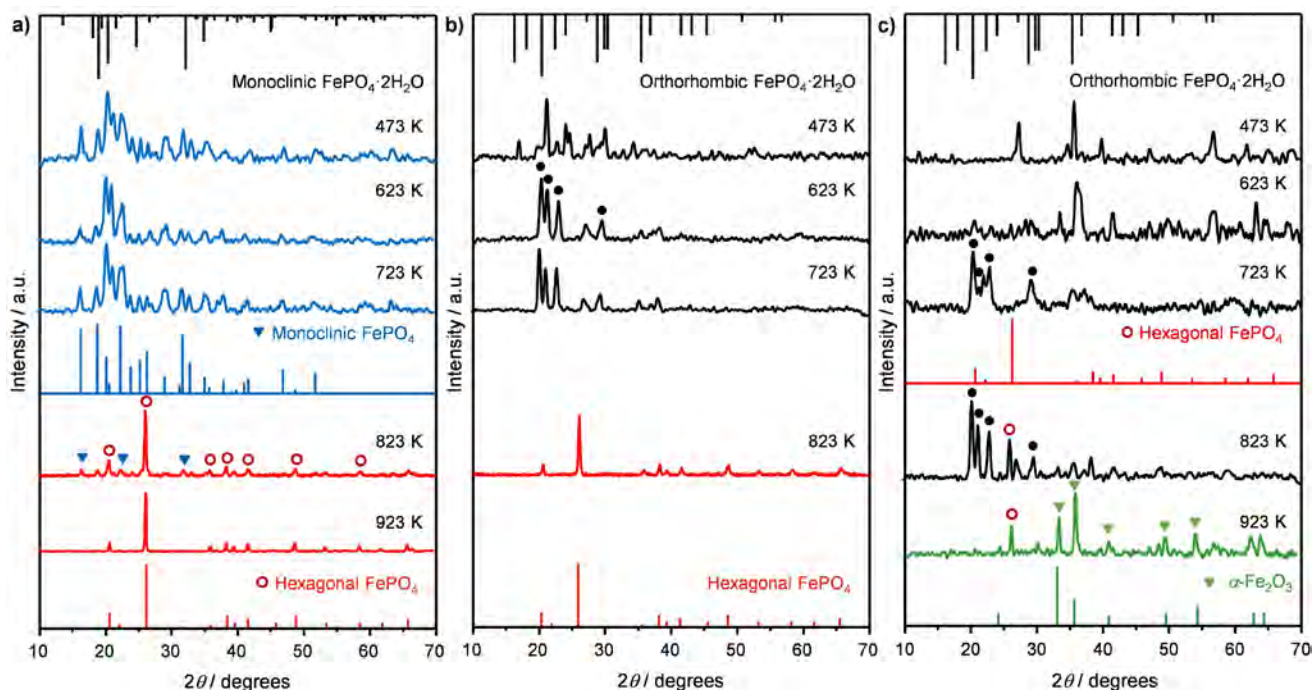 a)
Monoclinic FePO₄·2H₂O
473 K
623 K
723 K
Monoclinic FePO₄
823 K
923 K
Hexagonal FePO₄
Intensity / a.u.
10 20 30 40 50 60 70
2θ / degrees
b)
Orthorhombic FePO₄·2H₂O
473 K
623 K
723 K
823 K
Hexagonal FePO₄
Intensity / a.u.
10 20 30 40 50 60 70
2θ / degrees
c)
Orthorhombic FePO₄·2H₂O
473 K
623 K
723 K
Hexagonal FePO₄
823 K
923 K
α-Fe₂O₃
Intensity / a.u.
10 20 30 40 50 60 70
2θ / degrees